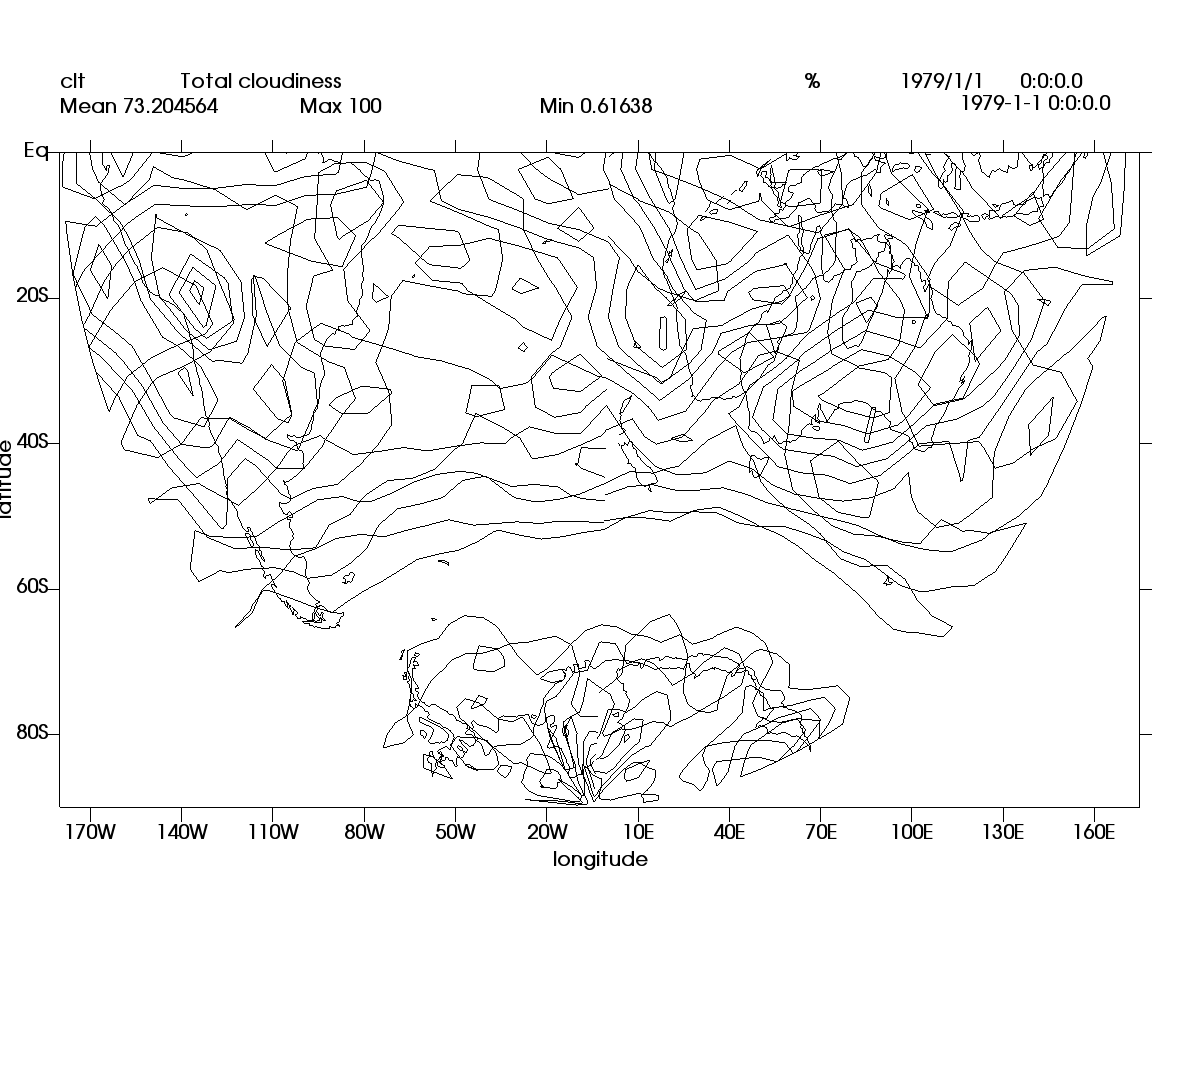 clt Total cloudiness % 1979/1/1 0:0:0.0
Mean 73.204564 Max 100 Min 0.61638 1979-1-1 0:0:0.0
Eq
20S
40S
latitude
60S
80S
170W 140W 110W 80W 50W 20W 10E 40E 70E 100E 130E 160E
longitude